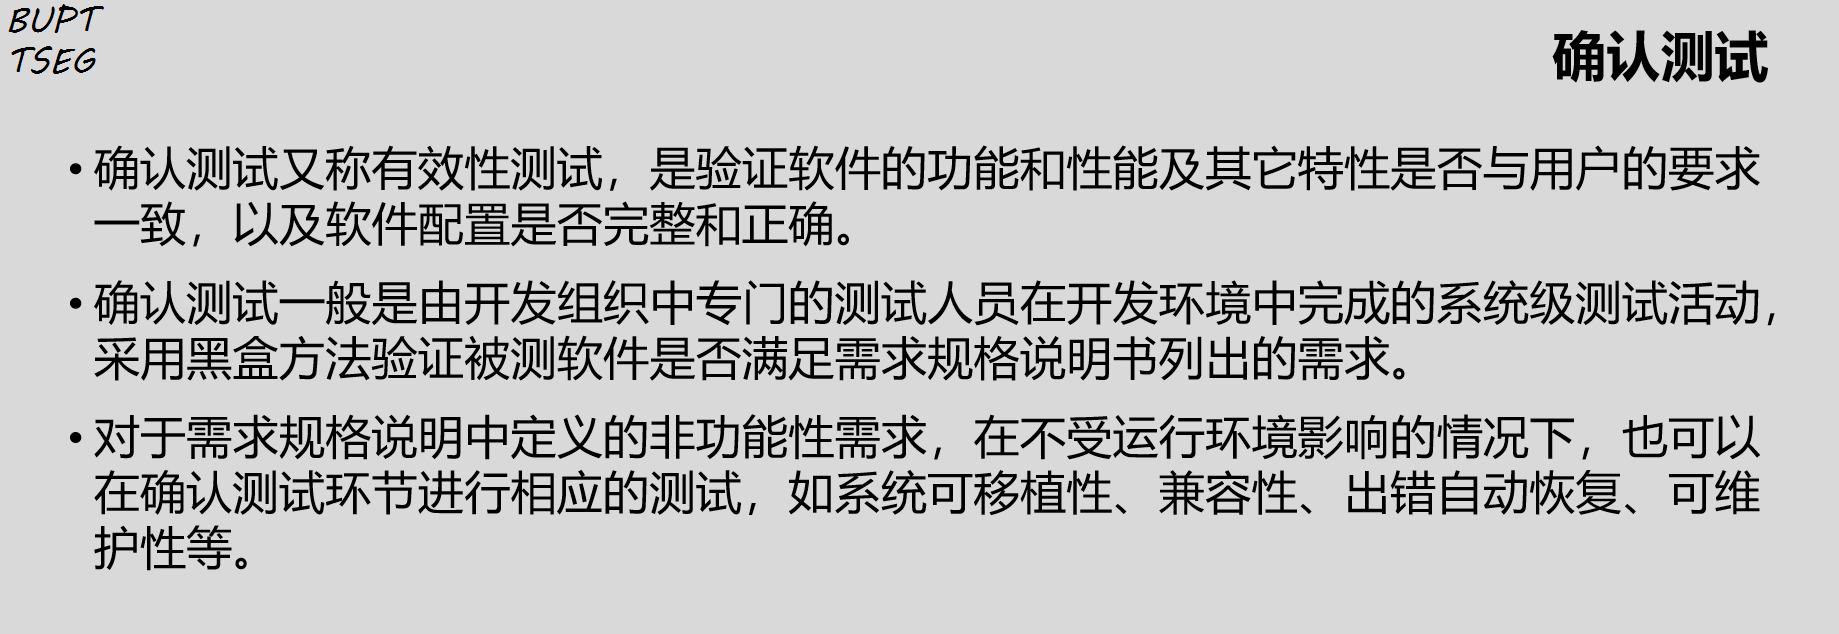 BUPT
TSEG
确认测试
•确认测试又称有效性测试，是验证软件的功能和性能及其它特性是否与用户的要求
一致，以及软件配置是否完整和正确。
•确认测试一般是由开发组织中专门的测试人员在开发环境中完成的系统级测试活动，
采用黑盒方法验证被测软件是否满足需求规格说明书列出的需求。
•对于需求规格说明中定义的非功能性需求，在不受运行环境影响的情况下，也可以
在确认测试环节进行相应的测试，如系统可移植性、兼容性、出错自动恢复、可维
护性等。